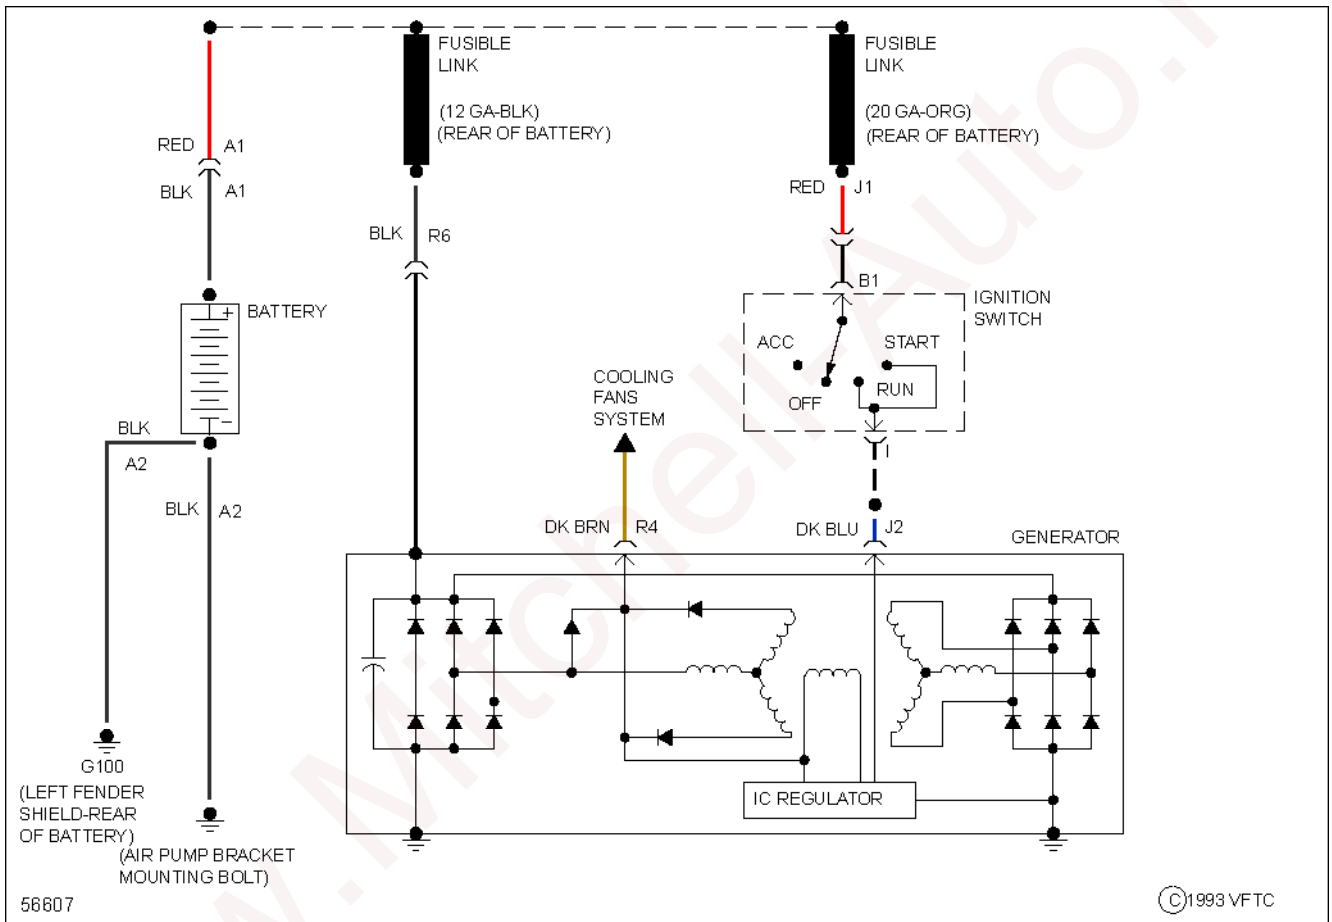 FUSIBLE
LINK
(12 GA-BLK)
(REAR OF BATTERY)
FUSIBLE
LINK
(20 GA-ORG)
(REAR OF BATTERY)
RED A1
BLK A1
RED J1
BLK R6
B1
IGNITION
SWITCH
+ BATTERY
-
ACC
START
OFF
RUN
I
COOLING
FANS
SYSTEM
BLK
A2
BLK A2
DK BRN R4
DK BLU J2
GENERATOR
IC REGULATOR
G100
(LEFT FENDER
SHIELD-REAR
OF BATTERY)
(AIR PUMP BRACKET
MOUNTING BOLT)
56607
©1993 VFTC
w.Mitchell-Auto.